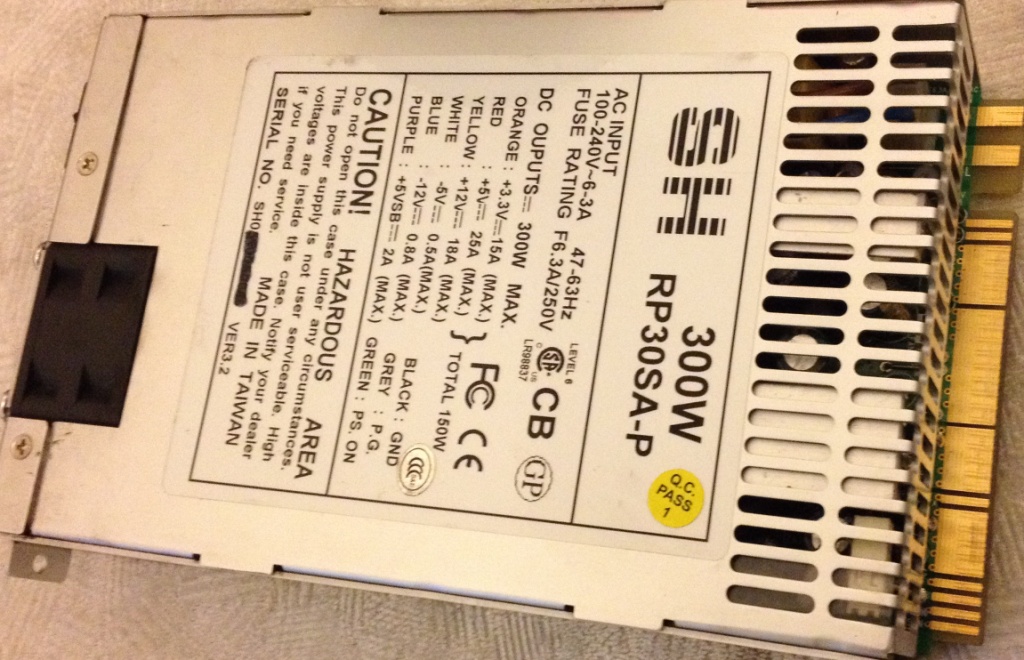 SH
300W
RP30SA-P
Q.C.
PASS
1
AC INPUT
100-240V~6-3A 47-63Hz
FUSE RATING F6.3A/250V
LEVEL 6
LR98837
CB
GP
DC OUPUTS 300W MAX.
ORANGE : +3.3V 15A (MAX.)
RED : +5V 25A (MAX.)
} TOTAL 150W
YELLOW : +12V 18A (MAX.)
WHITE : -5V 0.5A(MAX.)
BLUE : -12V 0.8A (MAX.)
PURPLE : +5VSB 2A (MAX.)
FC CE
BLACK : GND
GREY : P.G.
GREEN : PS. ON
CAUTION! HAZARDOUS AREA
Do not open this case under any circumstances.
This power supply is not user serviceable. High
voltages are inside this case. Notify your dealer
if you need service. MADE IN TAIWAN
SERIAL NO. SH0 VER3.2